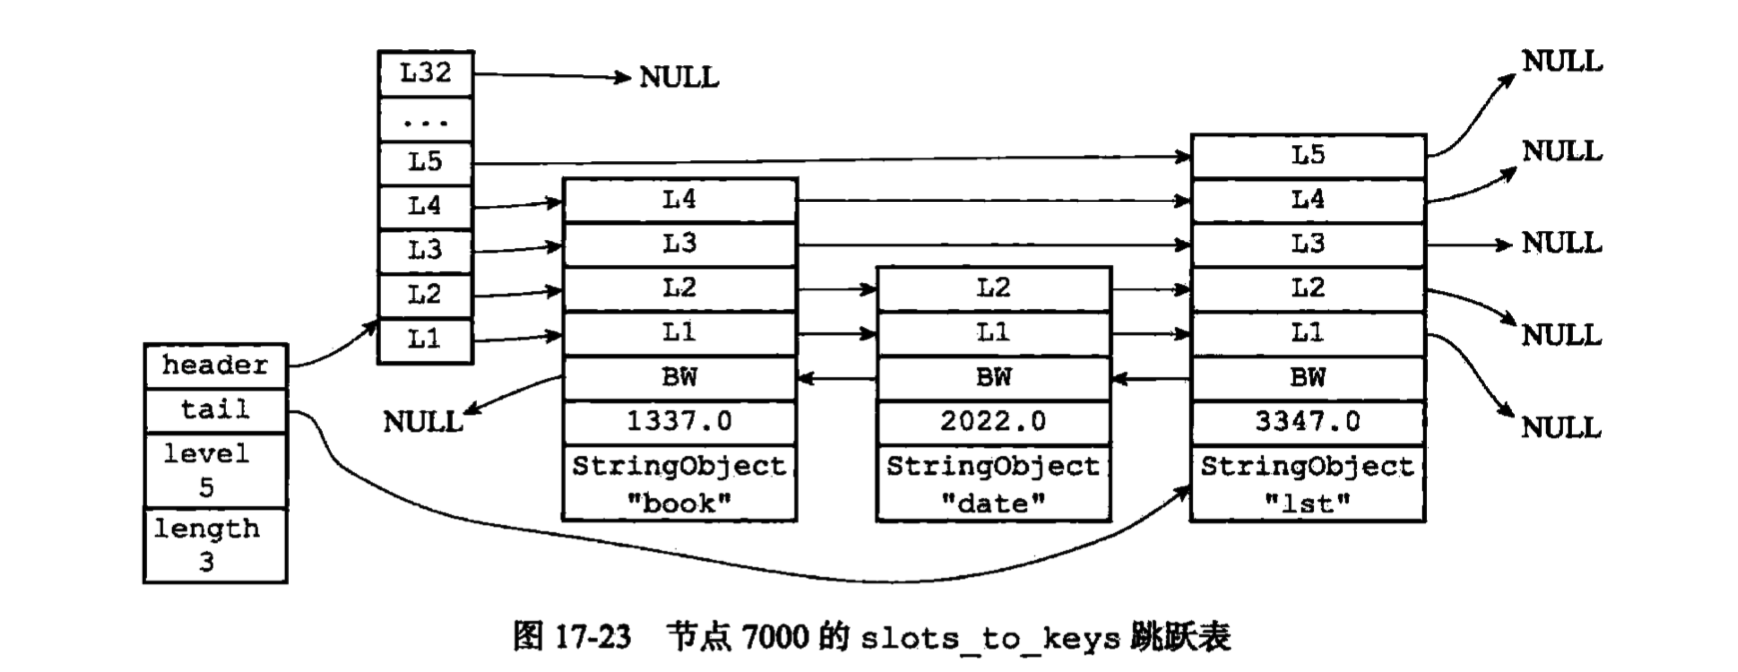 L32
NULL
...
L5
L4
L3
L2
L1
header
tail
level
5
length
3
NULL
L4
L3
L2
L1
BW
1337.0
StringObject
"book"
L2
L1
BW
2022.0
StringObject
"date"
L5
L4
L3
L2
L1
BW
3347.0
StringObject
"lst"
NULL
NULL
NULL
NULL
NULL
图 17-23 节点 7000 的 slots_to_keys 跳跃表